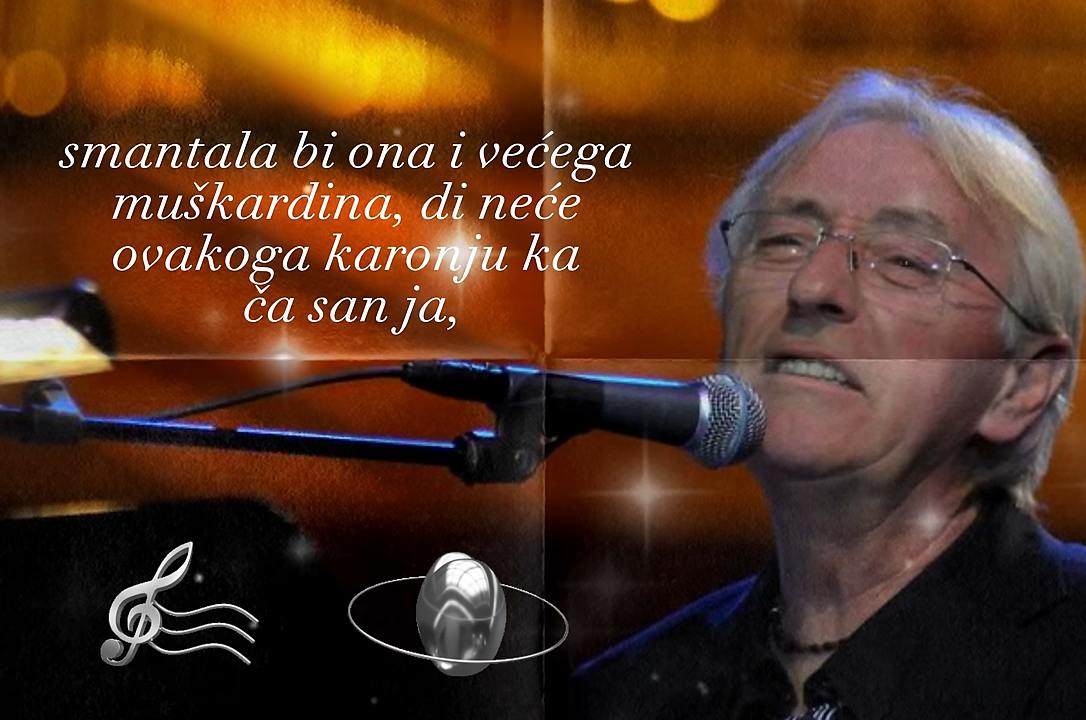 smantala bi ona i većega
muškardina, di neće
ovakoga karonju ka
ča san ja,